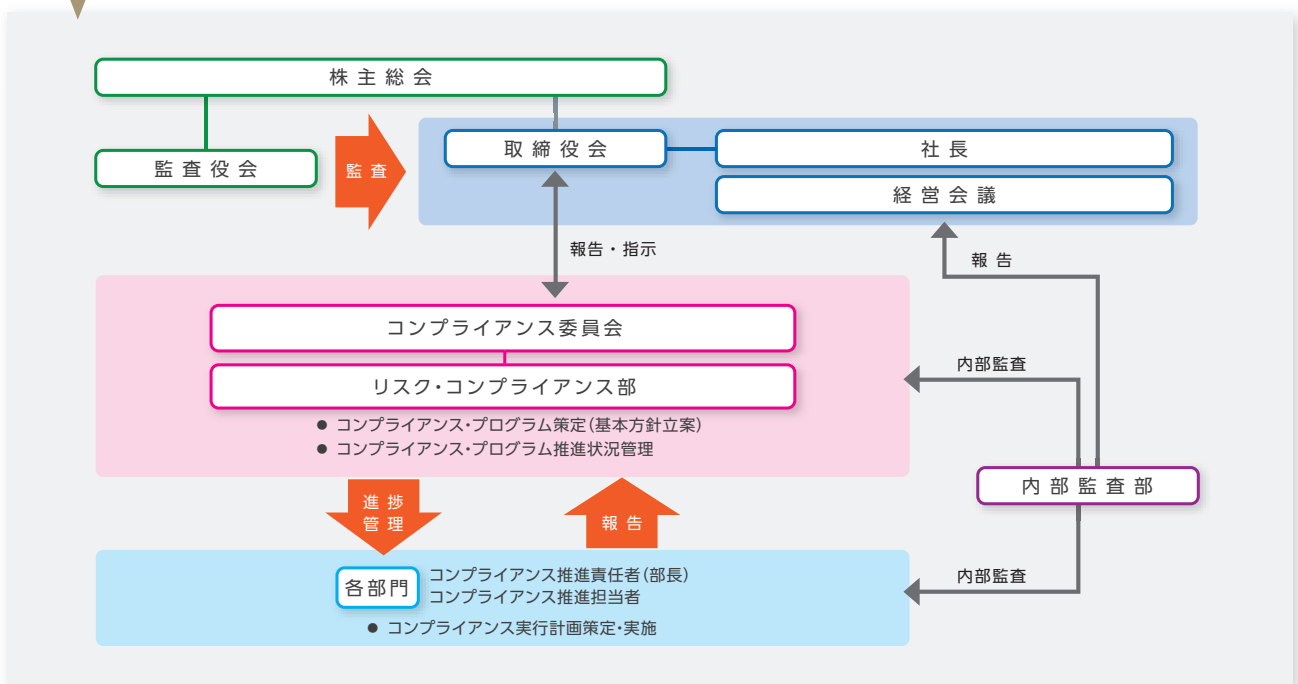 株主総会
監査役会
監査
取締役会
社長
経営会議
報告・指示
報告
コンプライアンス委員会
内部監査
リスク・コンプライアンス部
● コンプライアンス・プログラム策定(基本方針立案)
● コンプライアンス・プログラム推進状況管理
内部監査部
進捗
管理
報告
各部門
コンプライアンス推進責任者(部長)
コンプライアンス推進担当者
内部監査
● コンプライアンス実行計画策定・実施